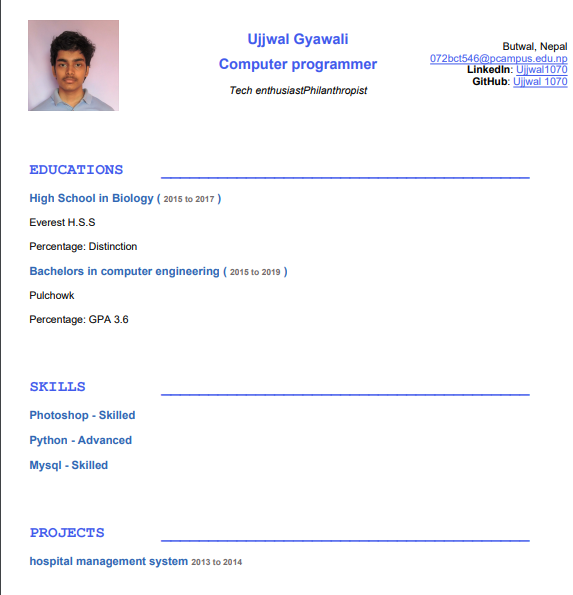 Ujjwal Gyawali
Computer programmer
Tech enthusiastPhilanthropist
Butwal, Nepal
072bct546@pcampus.edu.np
LinkedIn: Ujjwal1070
GitHub: Ujjwal 1070
EDUCATIONS
High School in Biology ( 2015 to 2017 )
Everest H.S.S
Percentage: Distinction
Bachelors in computer engineering ( 2015 to 2019 )
Pulchowk
Percentage: GPA 3.6
SKILLS
Photoshop - Skilled
Python - Advanced
Mysql - Skilled
PROJECTS
hospital management system 2013 to 2014